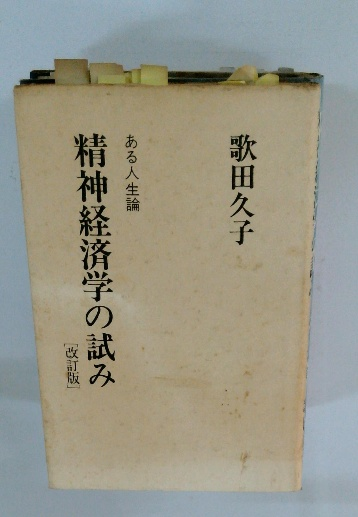 歌田久子
ある人生論
精神経済学の試み
［改訂版］